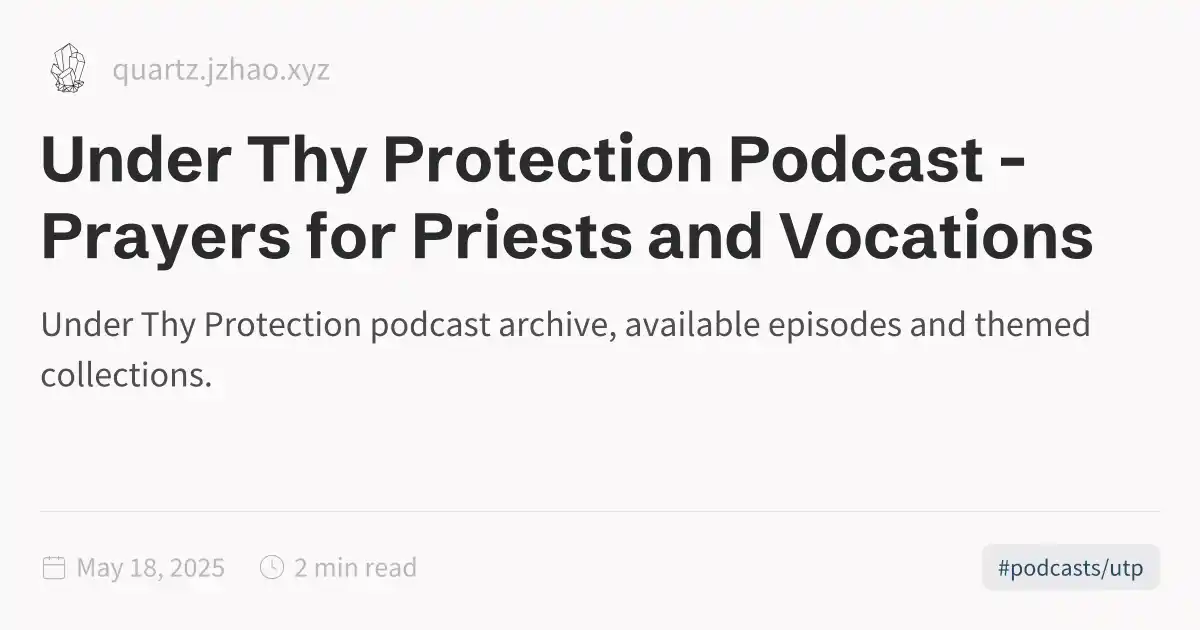 quartz.jzhao.xyz
Under Thy Protection Podcast -
Prayers for Priests and Vocations
Under Thy Protection podcast archive, available episodes and themed
collections.
May 18, 2025
2 min read
#podcasts/utp